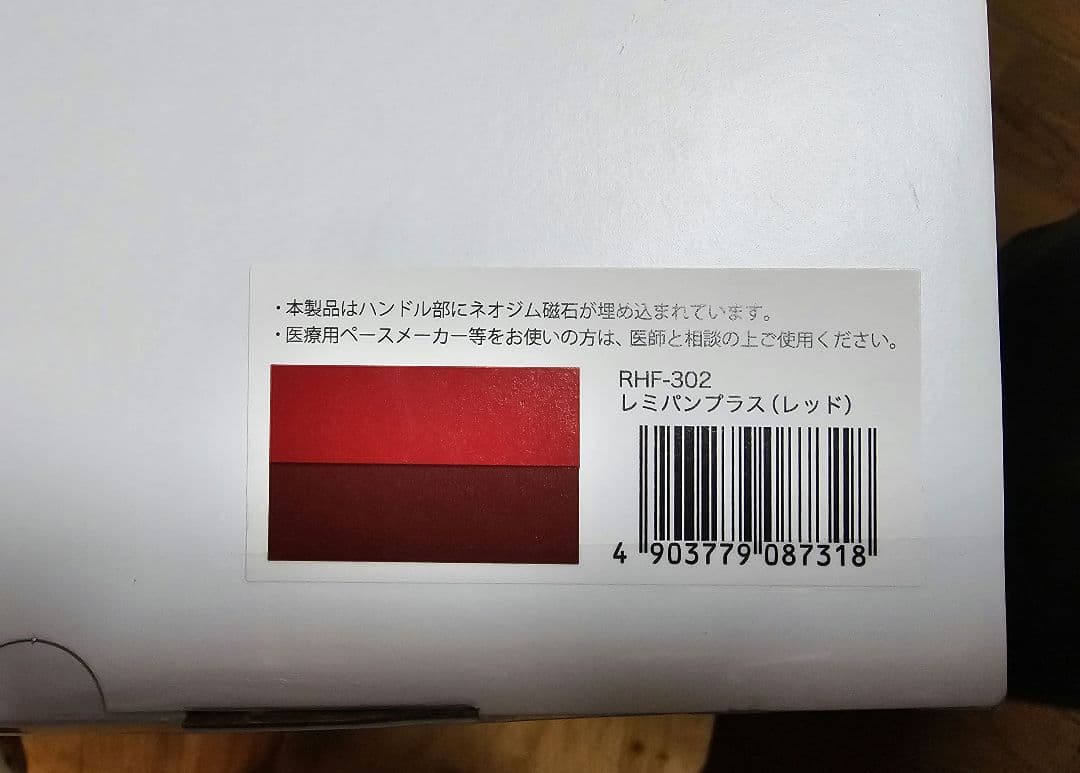 ・本製品はハンドル部にネオジム磁石が埋め込まれています。
・医療用ペースメーカー等をお使いの方は、医師と相談の上ご使用ください。
RHF-302
レミパンプラス（レッド）
4 903779 087318